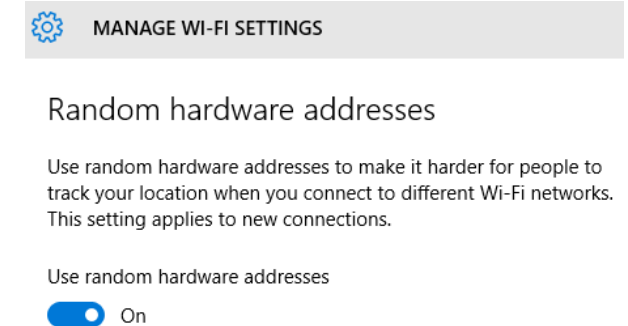 MANAGE WI-FI SETTINGS
Random hardware addresses
Use random hardware addresses to make it harder for people to
track your location when you connect to different Wi-Fi networks.
This setting applies to new connections.
Use random hardware addresses
On